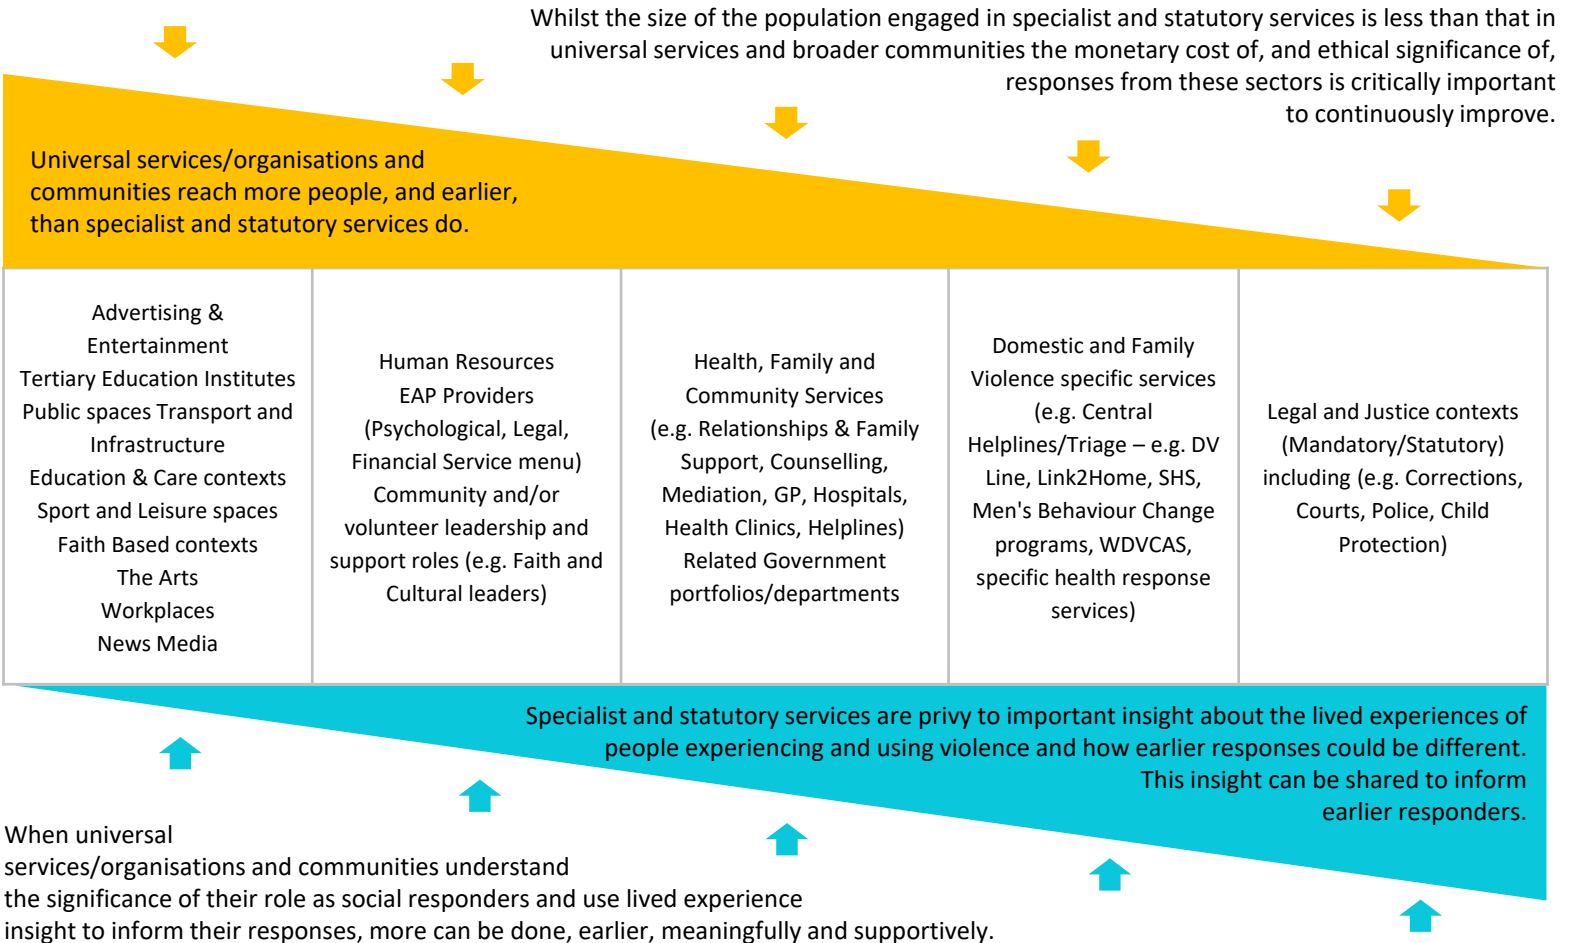 Whilst the size of the population engaged in specialist and statutory services is less than that in
universal services and broader communities the monetary cost of, and ethical significance of,
responses from these sectors is critically important
to continuously improve.
Universal services/organisations and
communities reach more people, and earlier,
than specialist and statutory services do.
Advertising &
Entertainment
Tertiary Education Institutes
Public spaces Transport and
Infrastructure
Education & Care contexts
Sport and Leisure spaces
Faith Based contexts
The Arts
Workplaces
News Media
Human Resources
EAP Providers
(Psychological, Legal,
Financial Service menu)
Community and/or
volunteer leadership and
support roles (e.g. Faith and
Cultural leaders)
Health, Family and
Community Services
(e.g. Relationships & Family
Support, Counselling,
Mediation, GP, Hospitals,
Health Clinics, Helplines)
Related Government
portfolios/departments
Domestic and Family
Violence specific services
(e.g. Central
Helplines/Triage – e.g. DV
Line, Link2Home, SHS,
Men's Behaviour Change
programs, WDVCAS,
specific health response
services)
Legal and Justice contexts
(Mandatory/Statutory)
including (e.g. Corrections,
Courts, Police, Child
Protection)
Specialist and statutory services are privy to important insight about the lived experiences of
people experiencing and using violence and how earlier responses could be different.
This insight can be shared to inform
earlier responders.
When universal
services/organisations and communities understand
the significance of their role as social responders and use lived experience
insight to inform their responses, more can be done, earlier, meaningfully and supportively.